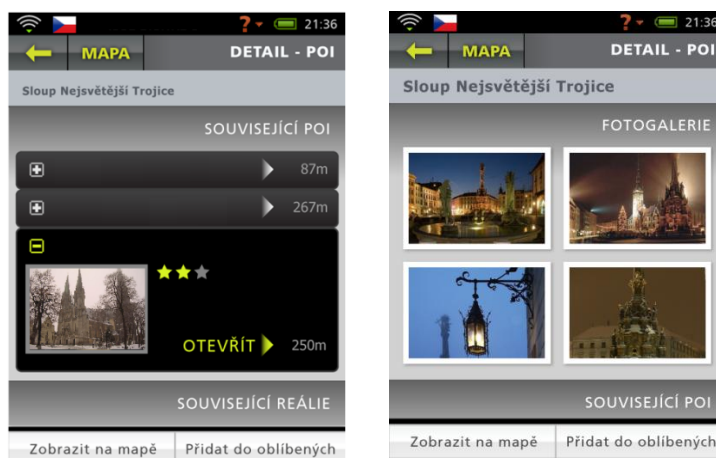 ? 21:36
MAPA DETAIL - POI
Sloup Nejsvětější Trojice
SOUVISEJÍCÍ POI
87m
267m
OTEVŘÍT 250m
SOUVISEJÍCÍ REÁLIE
Zobrazit na mapě Přidat do oblíbených
? 21:36
MAPA DETAIL - POI
Sloup Nejsvětější Trojice
FOTOGALERIE
SOUVISEJÍCÍ POI
Zobrazit na mapě Přidat do oblíbených